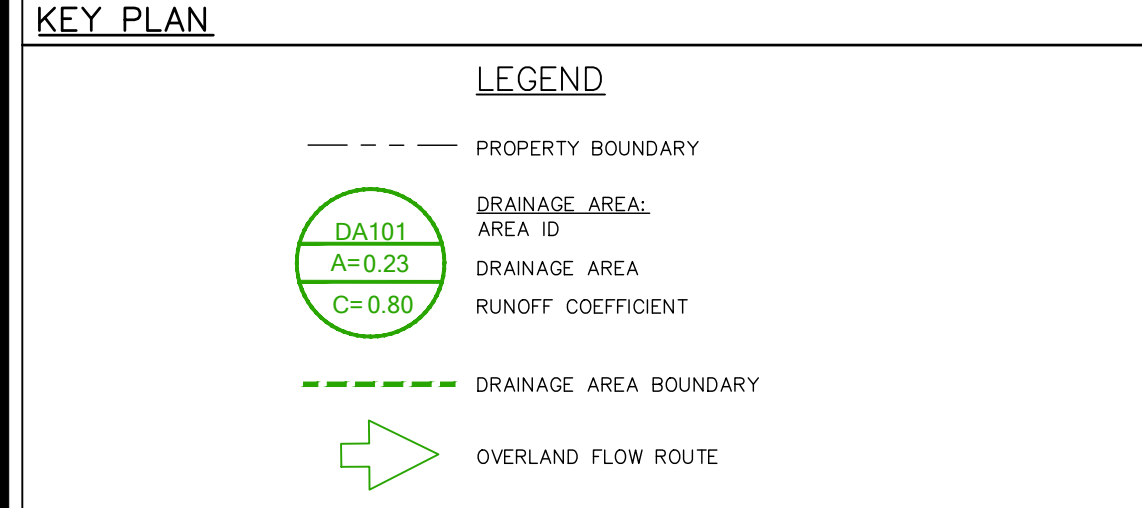 KEY PLAN
LEGEND
PROPERTY BOUNDARY
DRAINAGE AREA:
DA101 AREA ID
A=0.23 DRAINAGE AREA
C=0.80 RUNOFF COEFFICIENT
DRAINAGE AREA BOUNDARY
OVERLAND FLOW ROUTE